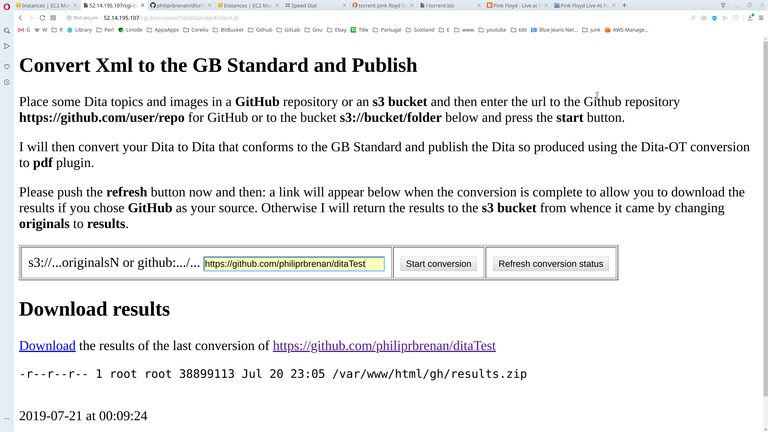 Instances | EC2 Ma
52.14.195.107/cgi-bi
philiprbrenan/ditaT
Instances | EC2 Ma
Speed Dial
torrent pink floyd li
i-torrent.biz
Pink Floyd - Live at
Pink Floyd Live At P
Not secure 52.14.195.107/cgi-bin/convertToGBStandard/client.pl
G W W R Library Perl Linode AppaApps Coreliu BitBucket Github GitLab Gnu Ebay Tdw Portugal Scotland E www youtube bbt Blue Jeans Net... junk AWS Manage...
Convert Xml to the GB Standard and Publish
Place some Dita topics and images in a GitHub repository or an s3 bucket and then enter the url to the Github repository
https://github.com/user/repo for GitHub or to the bucket s3://bucket/folder below and press the start button.
I will then convert your Dita to Dita that conforms to the GB Standard and publish the Dita so produced using the Dita-OT conversion
to pdf plugin.
Please push the refresh button now and then: a link will appear below when the conversion is complete to allow you to download the
results if you chose GitHub as your source. Otherwise I will return the results to the s3 bucket from whence it came by changing
originals to results.
s3://...originalsN or github:.../... https://github.com/philiprbrenan/ditaTest Start conversion Refresh conversion status
Download results
Download the results of the last conversion of https://github.com/philiprbrenan/ditaTest
-r--r--r-- 1 root root 38899113 Jul 20 23:05 /var/www/html/gh/results.zip
2019-07-21 at 00:09:24